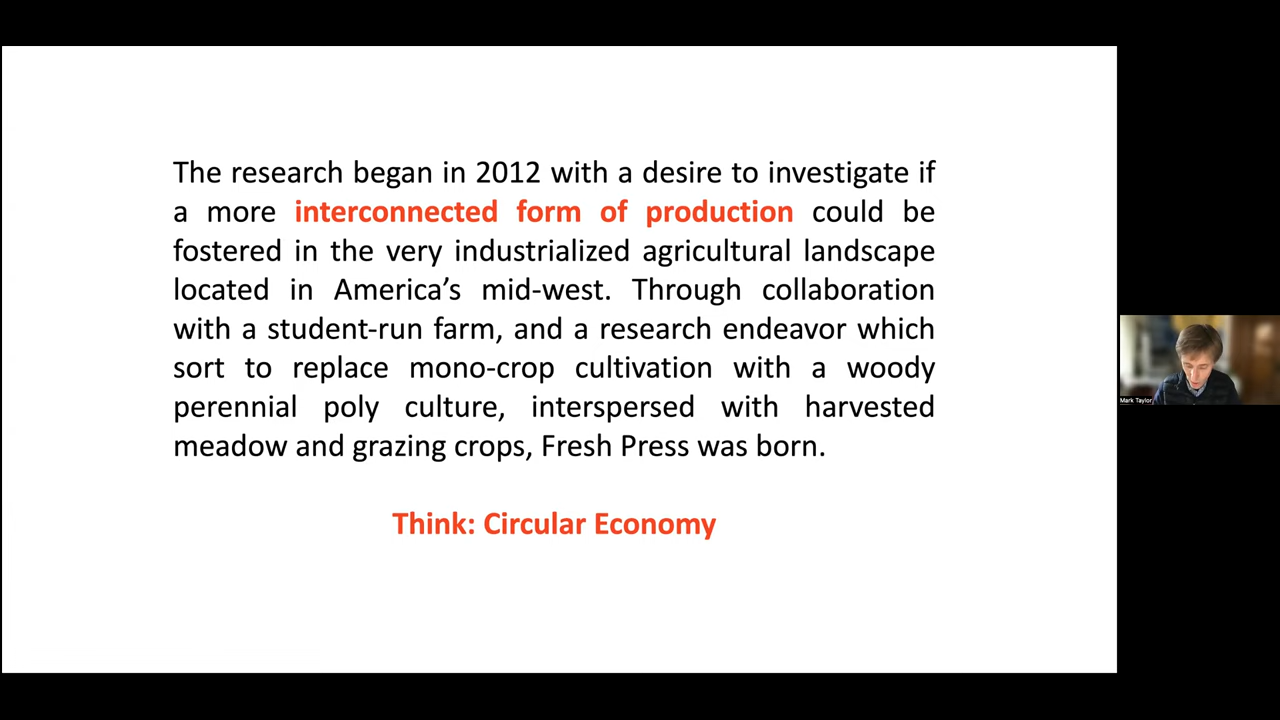 The research began in 2012 with a desire to investigate if
a more interconnected form of production could be
fostered in the very industrialized agricultural landscape
located in America’s mid-west. Through collaboration
with a student-run farm, and a research endeavor which
sort to replace mono-crop cultivation with a woody
perennial poly culture, interspersed with harvested
meadow and grazing crops, Fresh Press was born.
Think: Circular Economy
Mark Taylor